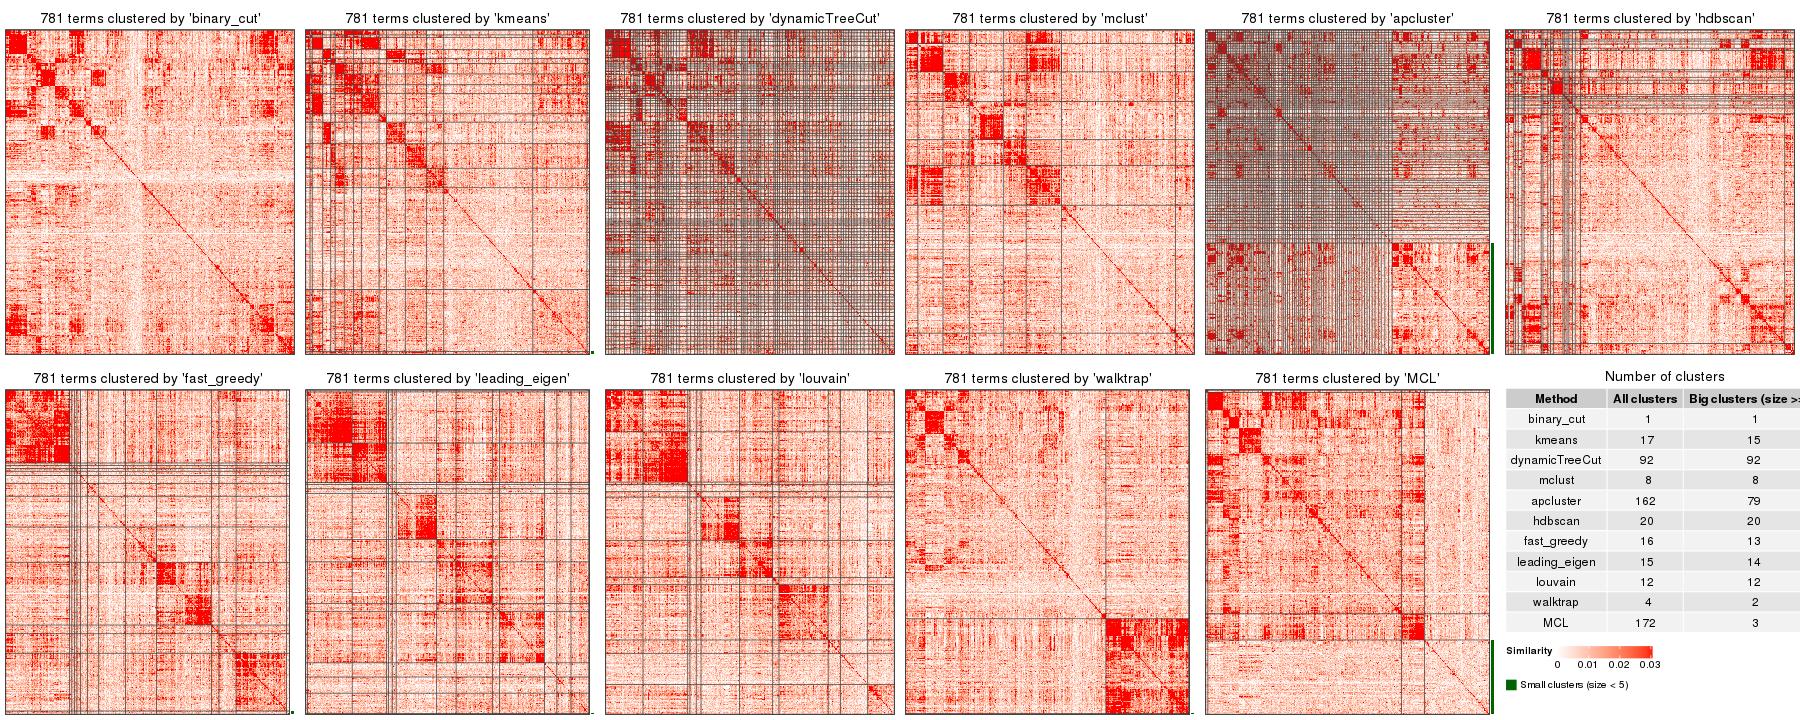 781 terms clustered by 'binary_cut'
781 terms clustered by 'kmeans'
781 terms clustered by 'dynamicTreeCut'
781 terms clustered by 'mclust'
781 terms clustered by 'apcluster'
781 terms clustered by 'hdbscan'
781 terms clustered by 'fast_greedy'
781 terms clustered by 'leading_eigen'
781 terms clustered by 'louvain'
781 terms clustered by 'walktrap'
781 terms clustered by 'MCL'
Number of clusters
Method All clusters Big clusters (size >=
binary_cut 1 1
kmeans 17 15
dynamicTreeCut 92 92
mclust 8 8
apcluster 162 79
hdbscan 20 20
fast_greedy 16 13
leading_eigen 15 14
louvain 12 12
walktrap 4 2
MCL 172 3
Similarity
0 0.01 0.02 0.03
Small clusters (size < 5)